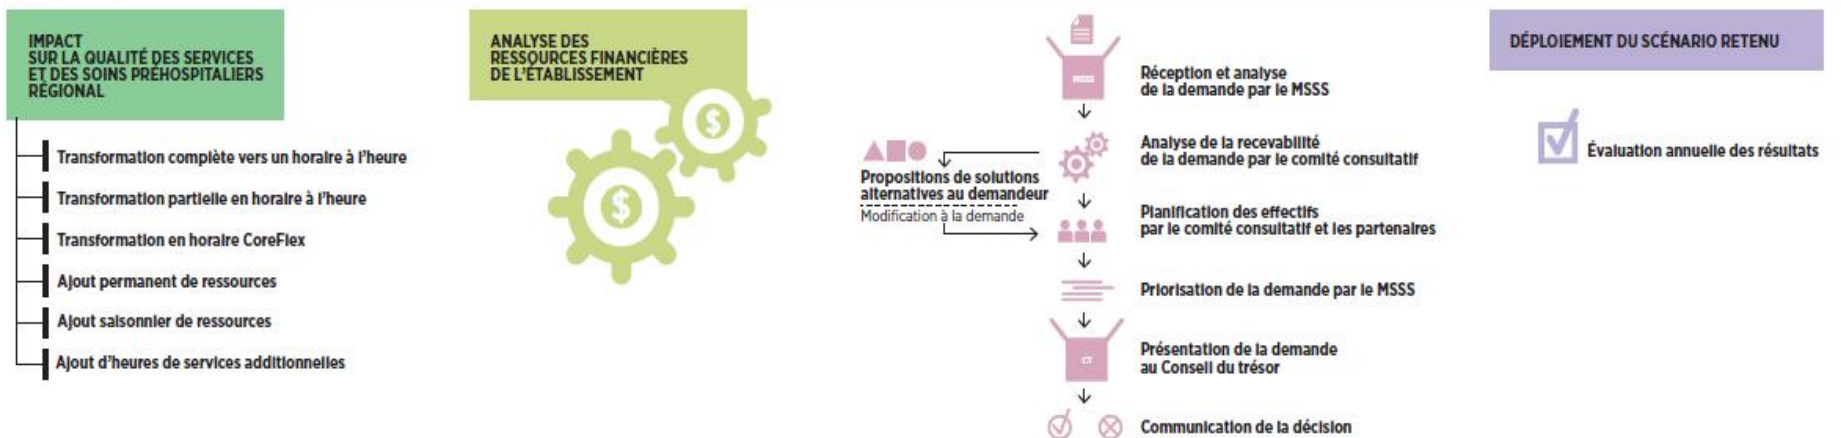 IMPACT
SUR LA QUALITÉ DES SERVICES
ET DES SOINS PRÉHOSPITALIERS
RÉGIONAL
Transformation complète vers un horaire à l'heure
Transformation partielle en horaire à l'heure
Transformation en horaire CoreFlex
Ajout permanent de ressources
Ajout saisonnier de ressources
Ajout d'heures de services additionnelles
ANALYSE DES
RESSOURCES FINANCIÈRES
DE L'ÉTABLISSEMENT
$
$
MSSS
Réception et analyse
de la demande par le MSSS
Analyse de la recevabilité
de la demande par le comité consultatif
Propositions de solutions
alternatives au demandeur
Modification à la demande
Planification des effectifs
par le comité consultatif et les partenaires
Priorisation de la demande par le MSSS
CT
Présentation de la demande
au Conseil du trésor
Communication de la décision
DÉPLOIEMENT DU SCÉNARIO RETENU
Évaluation annuelle des résultats